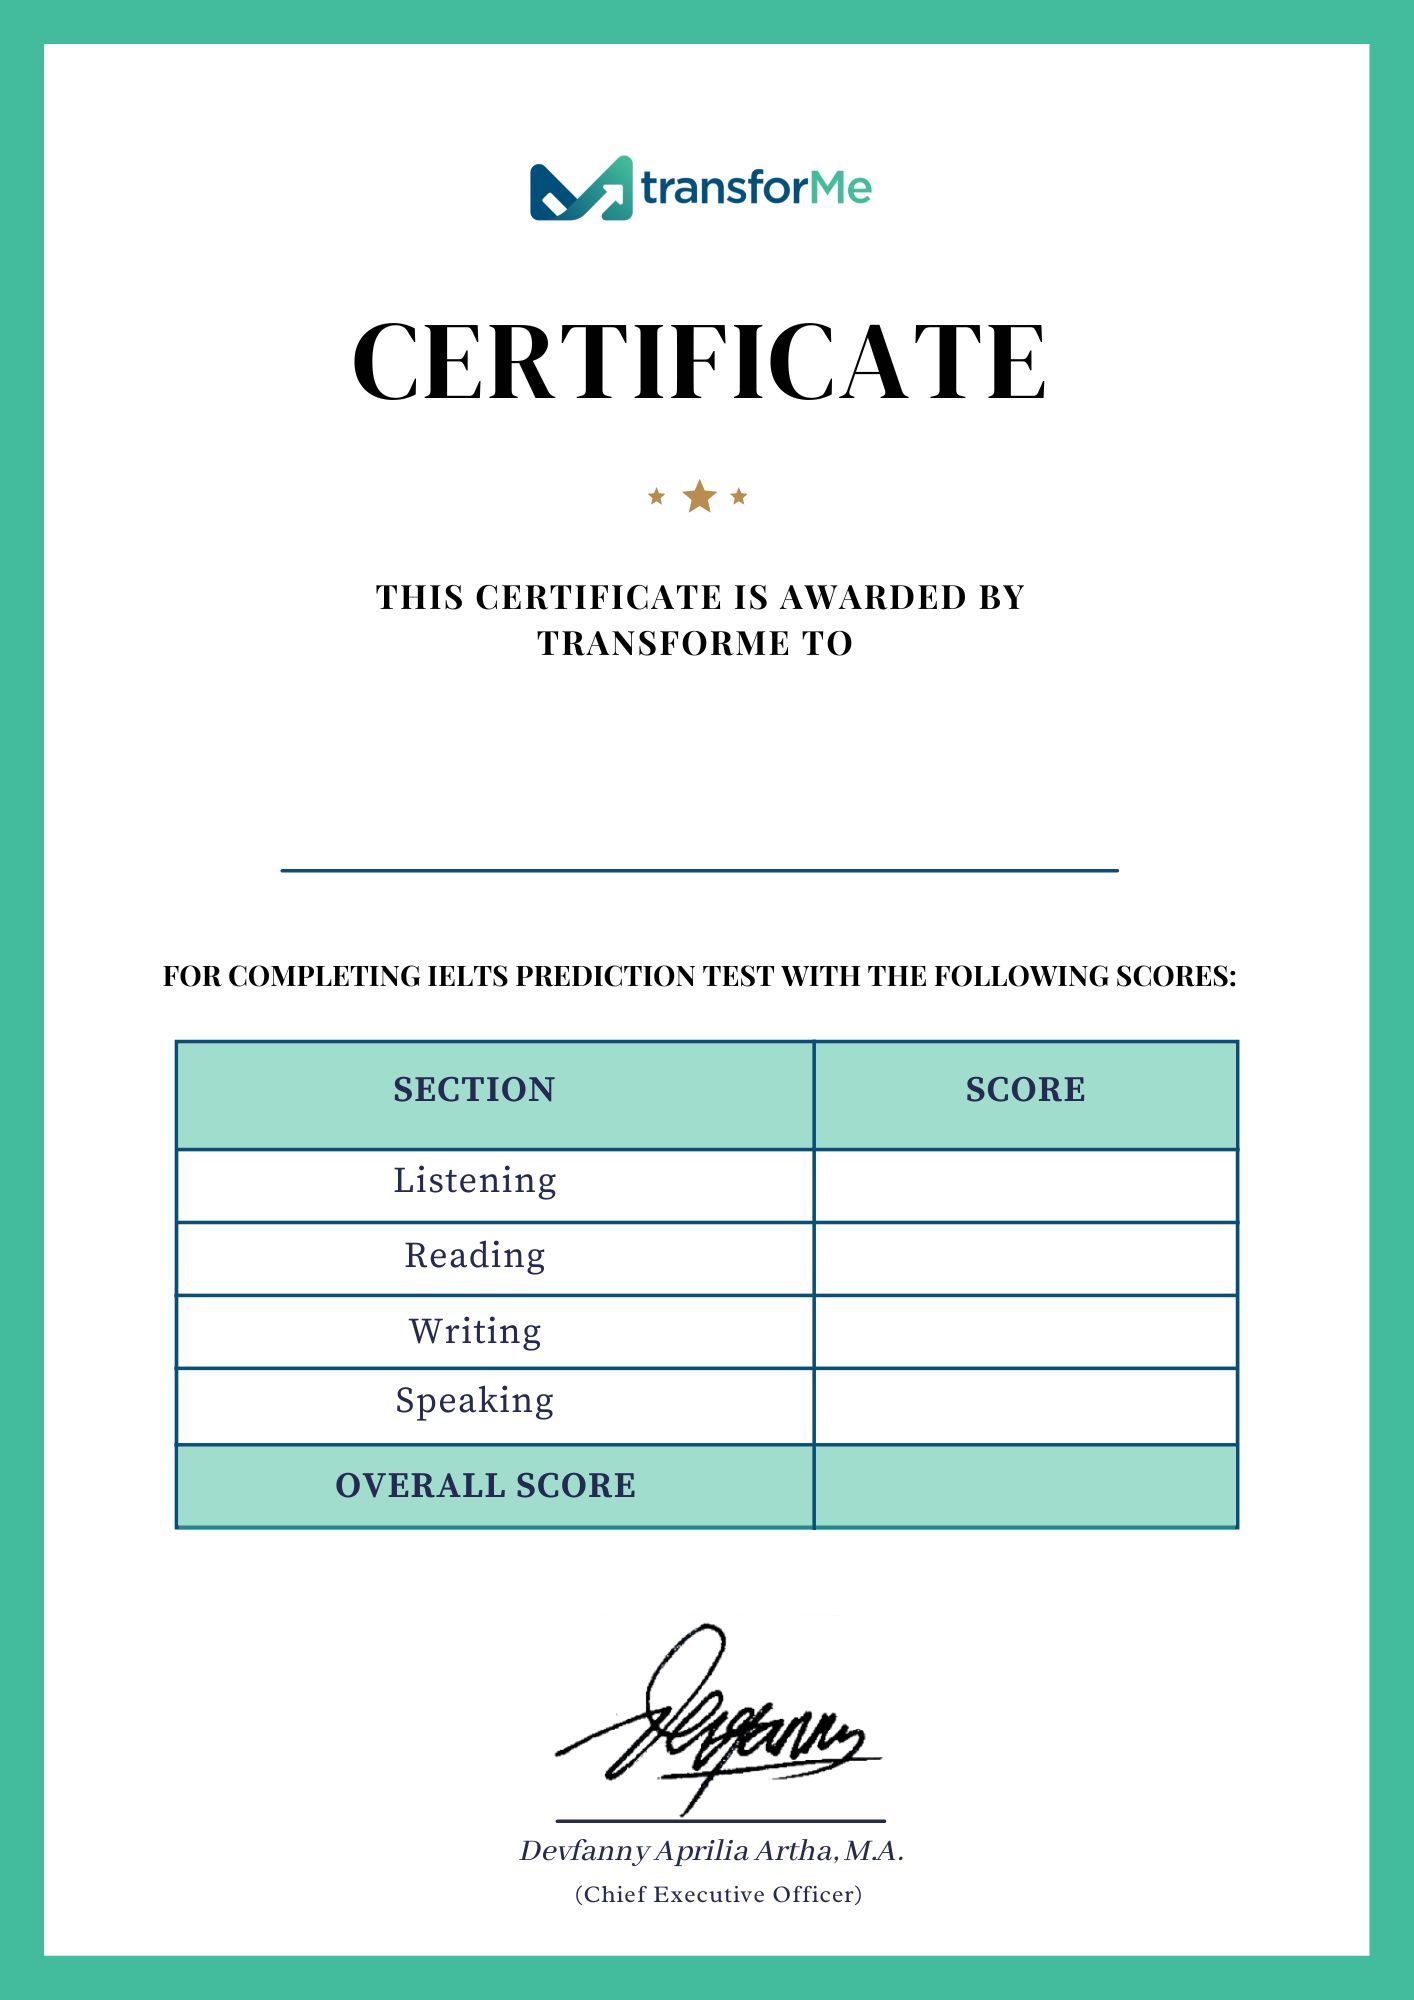 transforMe
CERTIFICATE
THIS CERTIFICATE IS AWARDED BY
TRANSFORME TO
FOR COMPLETING IELTS PREDICTION TEST WITH THE FOLLOWING SCORES:
SECTION SCORE
Listening
Reading
Writing
Speaking
OVERALL SCORE
Devfanny
Devfanny Aprilia Artha, M.A.
(Chief Executive Officer)